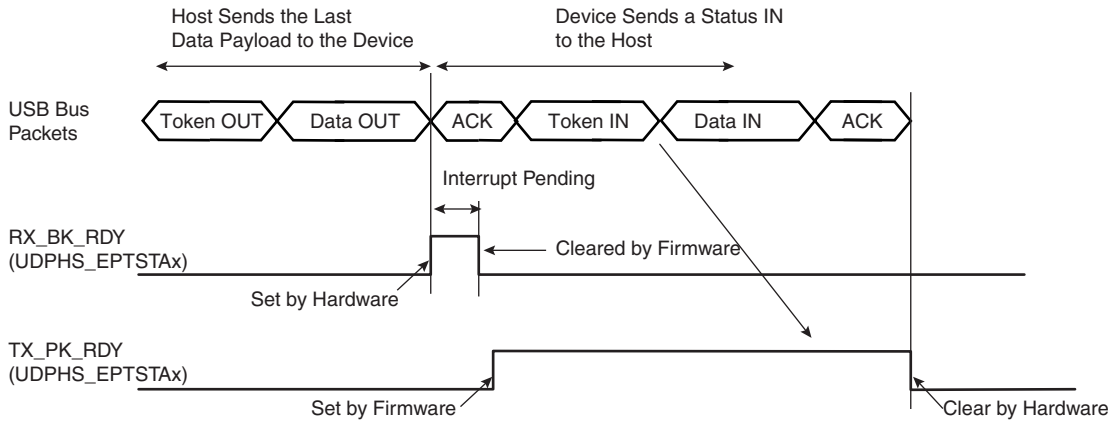 Host Sends the Last
Data Payload to the Device
Device Sends a Status IN
to the Host
USB Bus
Packets
Token OUT
Data OUT
ACK
Token IN
Data IN
ACK
Interrupt Pending
RX_BK_RDY
(UDPHS_EPTSTAx)
Cleared by Firmware
Set by Hardware
TX_PK_RDY
(UDPHS_EPTSTAx)
Set by Firmware
Clear by Hardware